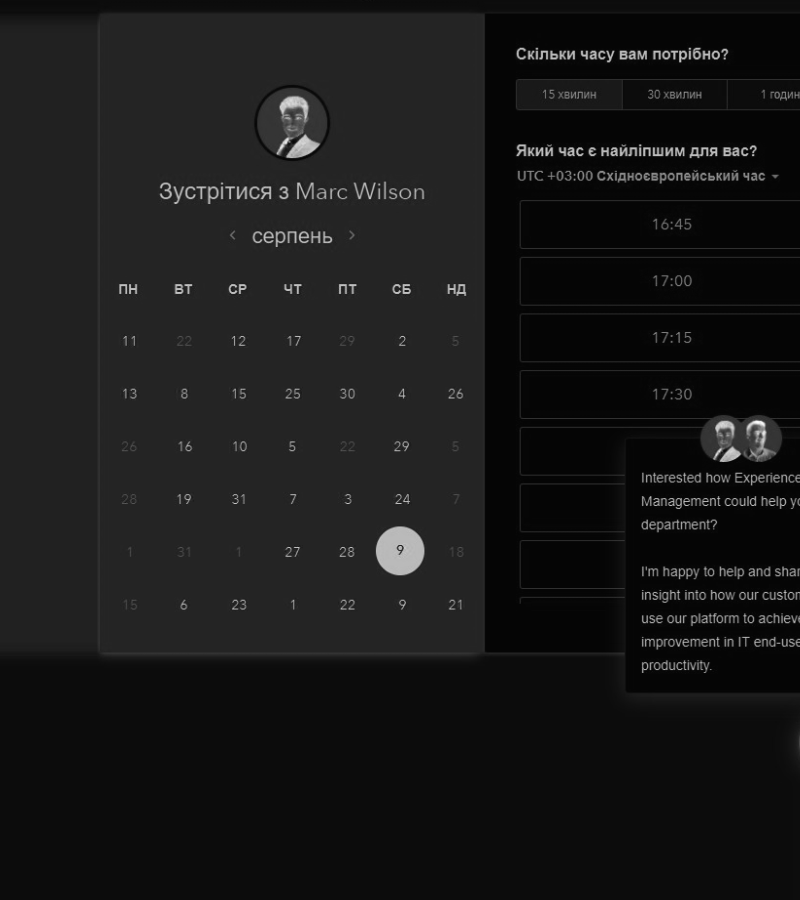 Зустрітися з Marc Wilson
серпень
ПН ВТ СР ЧТ ПТ СБ НД
11 22 12 17 29 2 5
13 8 15 25 30 4 26
26 16 10 5 22 29 5
28 19 31 7 3 24 7
1 31 1 27 28 9 18
15 6 23 1 22 9 21
Скільки часу вам потрібно?
15 хвилин 30 хвилин 1 годин
Який час є найліпшим для вас?
UTC +03:00 Східноєвропейський час
16:45
17:00
17:15
17:30
Interested how Experience
Management could help yo
department?
I'm happy to help and shar
insight into how our custom
use our platform to achieve
improvement in IT end-use
productivity.